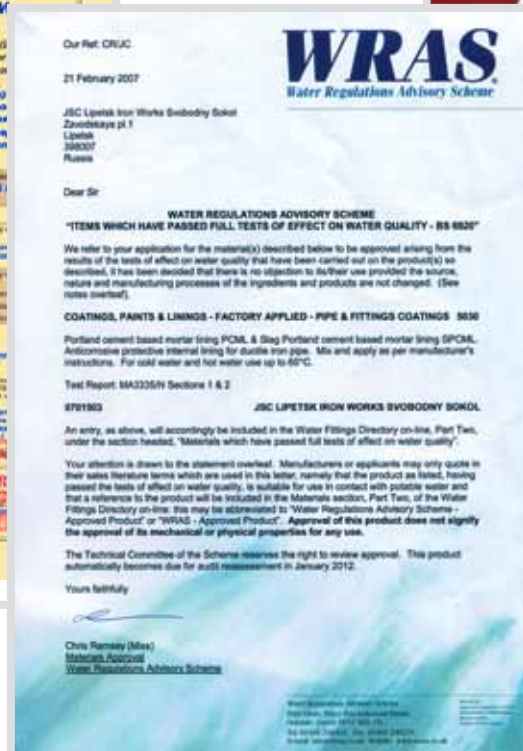 WRAS
Water Regulations Advisory Scheme
Our Ref: CR/JC
21 February 2007
JSC Lipetsk Iron Works Svobodny Sokol
Zavodskaya pl.1
Lipetsk
398007
Russia
Dear Sir
WATER REGULATIONS ADVISORY SCHEME
"ITEMS WHICH HAVE PASSED FULL TESTS OF EFFECT ON WATER QUALITY - BS 6920"
We refer to your application for the material(s) described below to be approved arising from the
results of the tests of effect on water quality that have been carried out on the product(s) so
described, it has been decided that there is no objection to its/their use provided the source,
nature and manufacturing processes of the ingredients and products are not changed. (See
notes overleaf).
COATINGS, PAINTS & LININGS - FACTORY APPLIED - PIPE & FITTINGS COATINGS 5030
Portland cement based mortar lining PCML & Slag Portland cement based mortar lining SPCML.
Anticorrosive protective internal lining for ductile iron pipe. Mix and apply as per manufacturer's
instructions. For cold water and hot water use up to 60°C.
Test Report: MA3335/N Sections 1 & 2
0701503 JSC LIPETSK IRON WORKS SVOBODNY SOKOL
An entry, as above, will accordingly be included in the Water Fittings Directory on-line, Part Two,
under the section headed, "Materials which have passed full tests of effect on water quality".
Your attention is drawn to the statement overleaf. Manufacturers or applicants may only quote in
their sales literature terms which are used in this letter, namely that the product as listed, having
passed the tests of effect on water quality, is suitable for use in contact with potable water and
that a reference to the product will be included in the Materials section, Part Two, of the Water
Fittings Directory on-line: this may be abbreviated to "Water Regulations Advisory Scheme -
Approved Product" or "WRAS - Approved Product". Approval of this product does not signify
the approval of its mechanical or physical properties for any use.
The Technical Committee of the Scheme reserves the right to review approval. This product
automatically becomes due for audit reassessment in January 2012.
Yours faithfully
Chris Ramsey (Miss)
Materials Approval
Water Regulations Advisory Scheme